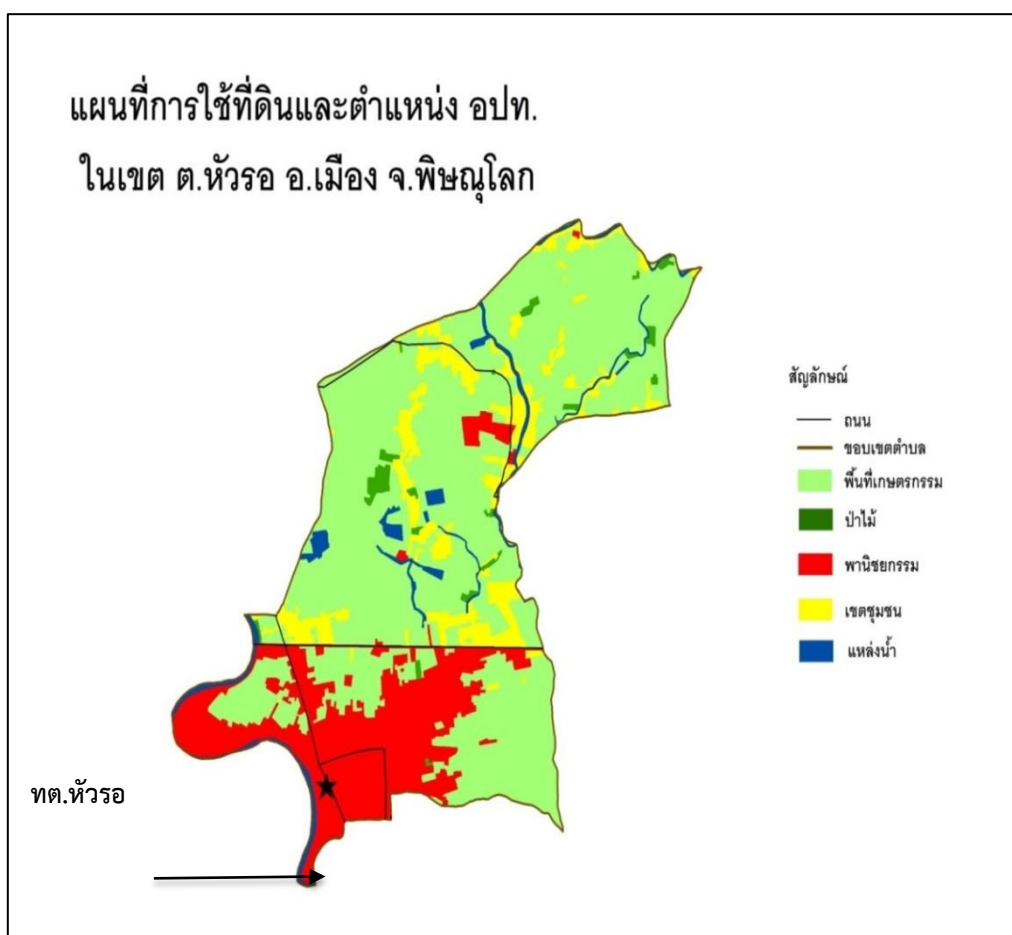 แผนที่การใช้ที่ดินและตำแหน่ง อปท.
ในเขต ต.หัวรอ อ.เมือง จ.พิษณุโลก
สัญลักษณ์
ถนน
ขอบเขตตำบล
พื้นที่เกษตรกรรม
ป่าไม้
พานิชยกรรม
เขตชุมชน
แหล่งน้ำ
ทต.หัวรอ